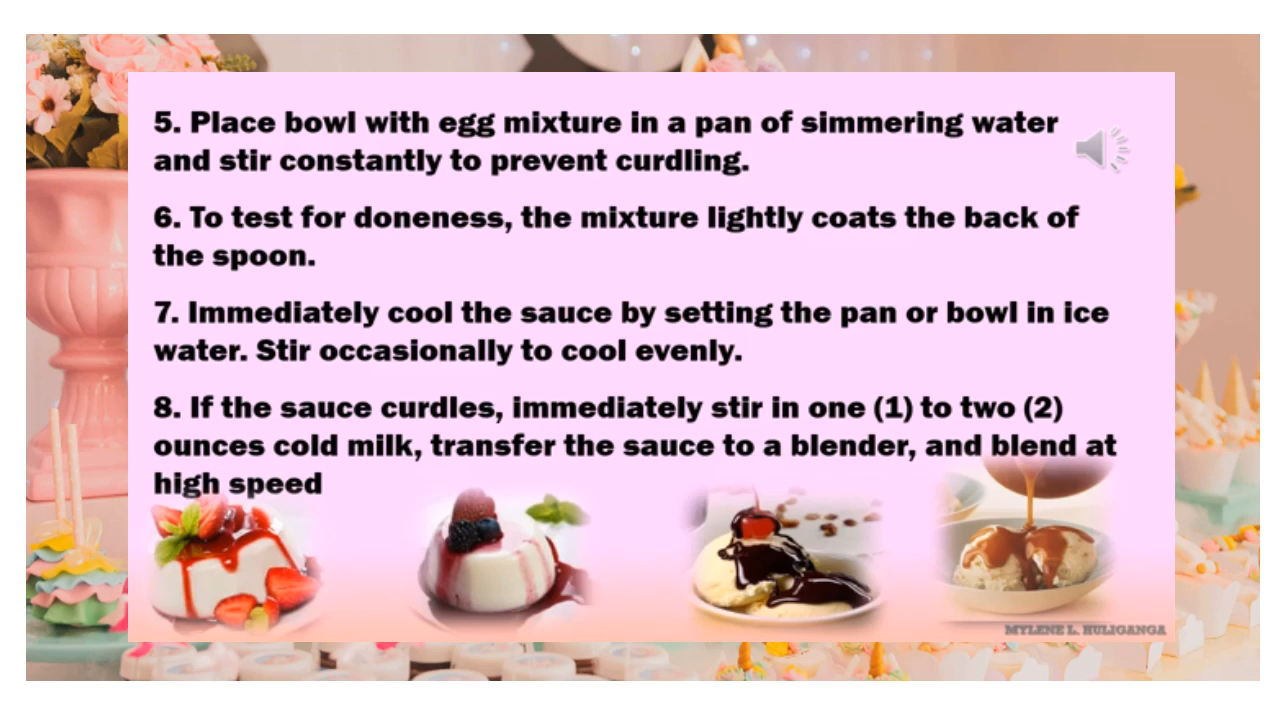 5. Place bowl with egg mixture in a pan of simmering water
and stir constantly to prevent curdling.
6. To test for doneness, the mixture lightly coats the back of
the spoon.
7. Immediately cool the sauce by setting the pan or bowl in ice
water. Stir occasionally to cool evenly.
8. If the sauce curdles, immediately stir in one (1) to two (2)
ounces cold milk, transfer the sauce to a blender, and blend at
high speed
MYLENE L. HULIGANGA